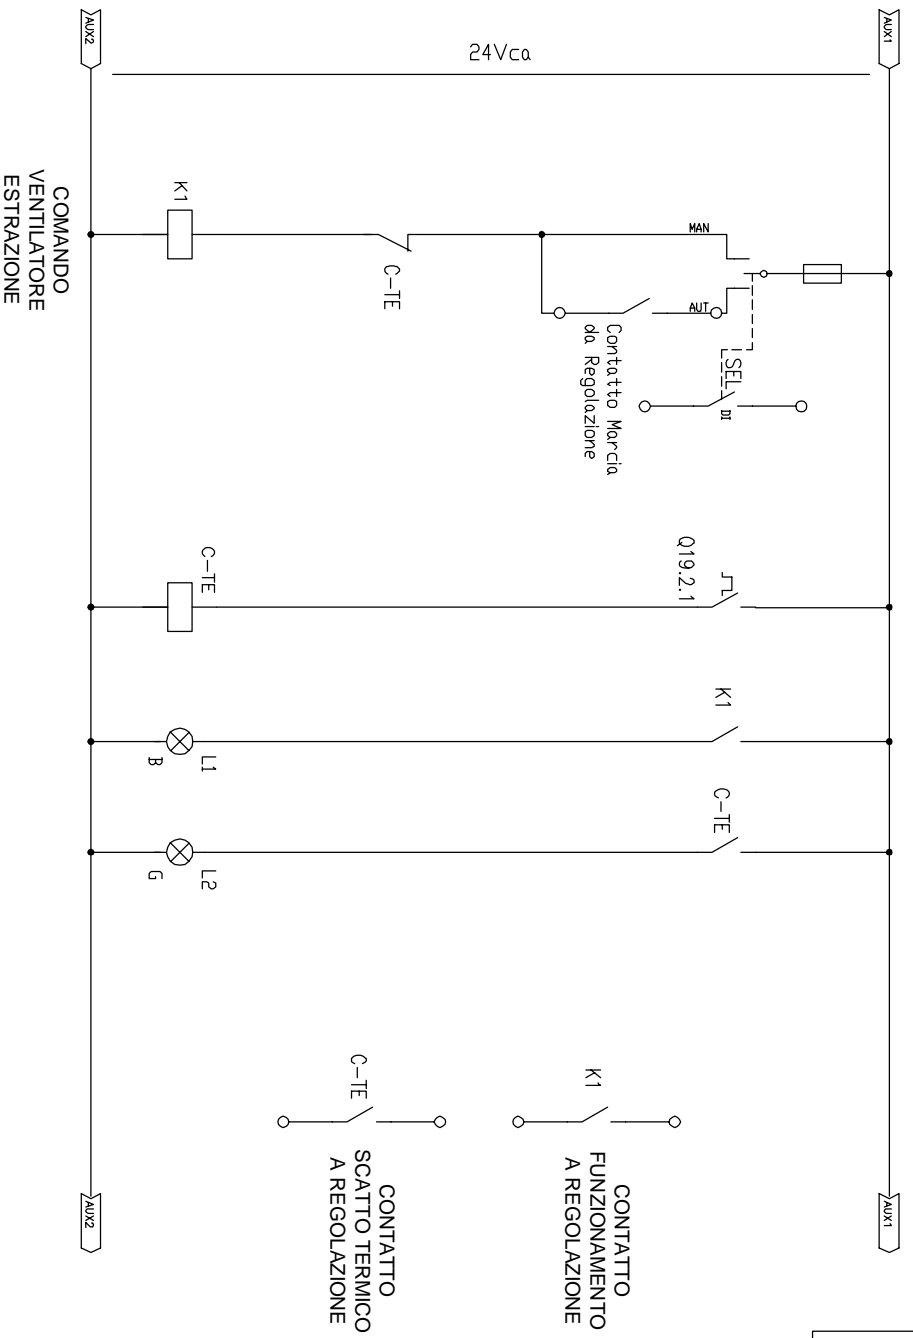 AUX1
AUX1
24Vca
MAN
AUT
SEL
DI
Contatto Marcia
da Regolazione
C-TE
K1
COMANDO
VENTILATORE
ESTRAZIONE
Q19.2.1
C-TE
K1
L1
B
C-TE
L2
G
K1
CONTATTO
FUNZIONAMENTO
A REGOLAZIONE
C-TE
CONTATTO
SCATTO TERMICO
A REGOLAZIONE
AUX2
AUX2